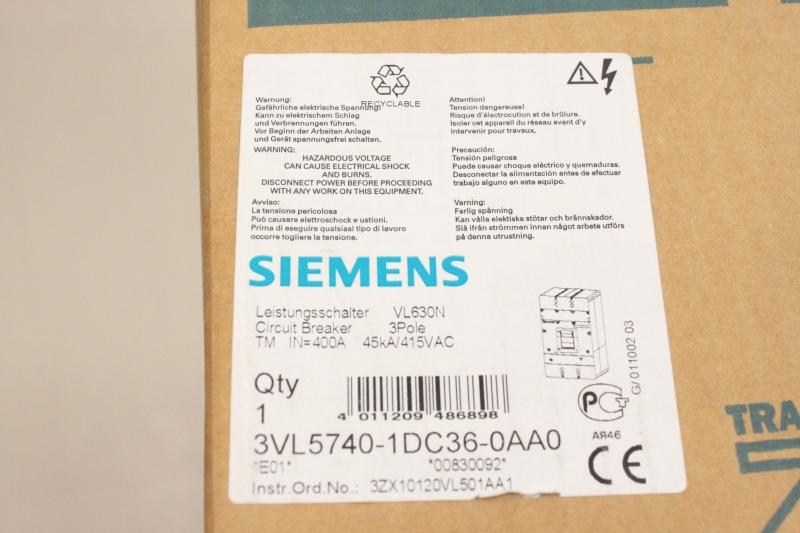 RECYCLABLE
Warnung:
Gefährliche elektrische Spannung!
Kann zu elektrischem Schlag
und Verbrennungen führen.
Vor Beginn der Arbeiten Anlage
und Gerät spannungsfrei schalten.
WARNING:
HAZARDOUS VOLTAGE
CAN CAUSE ELECTRICAL SHOCK
AND BURNS.
DISCONNECT POWER BEFORE PROCEEDING
WITH ANY WORK ON THIS EQUIPMENT.
Avviso:
La tensione pericolosa
Può causare elettroschock e ustioni.
Prima di eseguire qualsiasi tipo di lavoro
occorre togliere la tensione.
Attention!
Tension dangereuse!
Risque d'électrocution et de brûlure.
Isoler cet appareil du réseau avant d'y
intervenir pour travaux.
Precaución:
Tensión peligrosa
Puede causar choque eléctrico y quemaduras.
Desconectar la alimentación antes de efectuar
trabajo alguno en este equipo.
Varning:
Farlig spänning
Kan vålla elektiska stötar och brännskador.
Slå ifrån strömmen innan något arbete utförs
på denna utrustning.
SIEMENS
Leistungsschalter VL630N
Circuit Breaker 3Pole
TM IN=400A 45kA/415VAC
G/011002 03
Qty
1
4 011209 486898
3VL5740-1DC36-0AA0
*E01* *00830092*
Instr.Ord.No.: 3ZX10120VL501AA1
PC+
АЯ46
CE
TRA